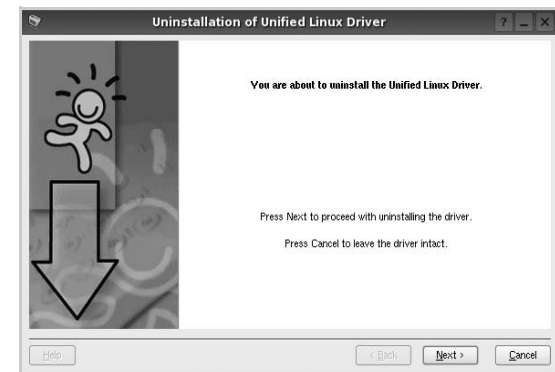 Uninstallation of Unified Linux Driver
? _ X
You are about to uninstall the Unified Linux Driver.
Press Next to proceed with uninstalling the driver.
Press Cancel to leave the driver intact.
Help
< Back
Next >
Cancel